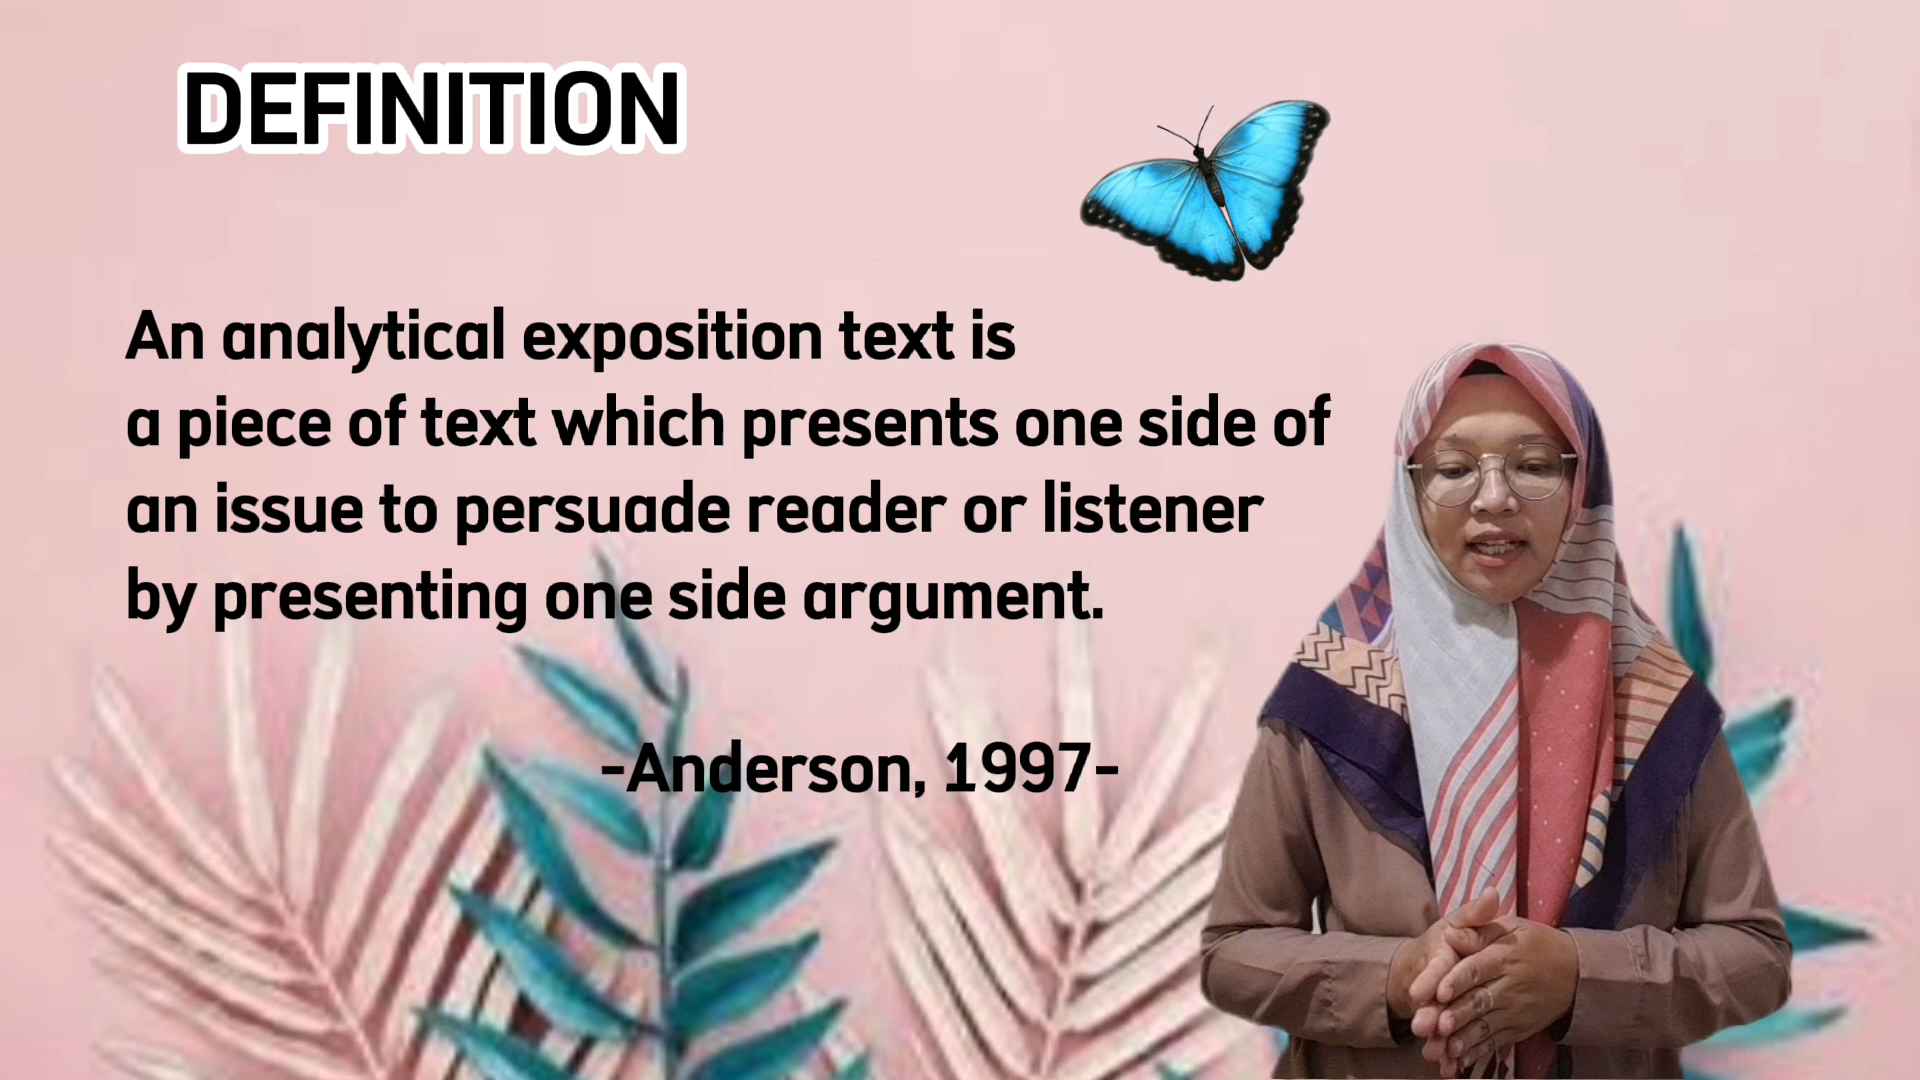 DEFINITION
An analytical exposition text is
a piece of text which presents one side of
an issue to persuade reader or listener
by presenting one side argument.
-Anderson, 1997-